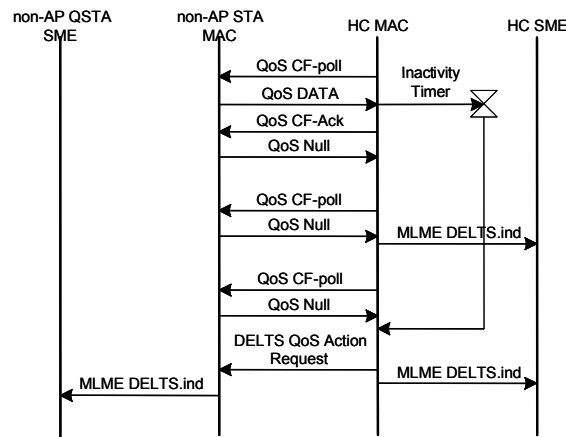 non-AP QSTA
SME
non-AP STA
MAC
HC MAC
HC SME
QoS CF-poll
QoS DATA
Inactivity
Timer
QoS CF-Ack
QoS Null
QoS CF-poll
QoS Null
MLME DELTS.ind
QoS CF-poll
QoS Null
DELTS QoS Action
Request
MLME DELTS.ind
MLME DELTS.ind